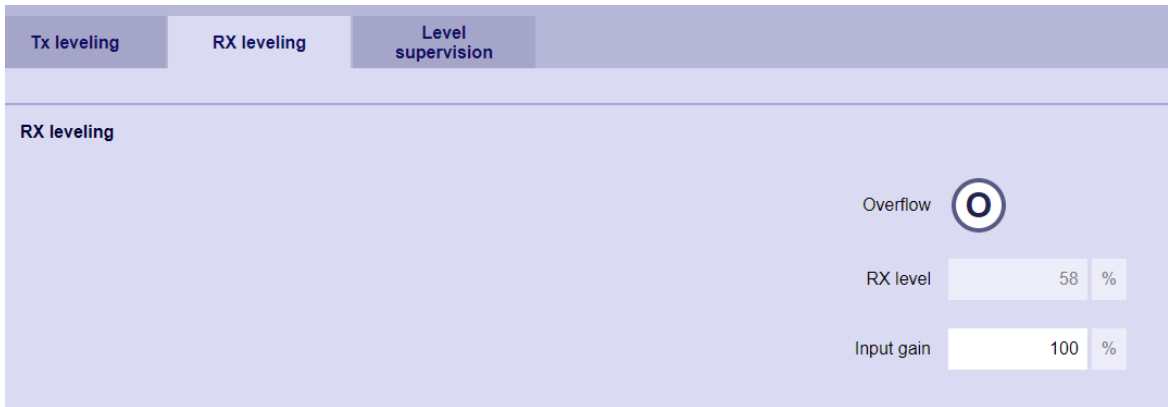 Tx leveling
RX leveling
Level
supervision
RX leveling
Overflow O
RX level 58 %
Input gain 100 %